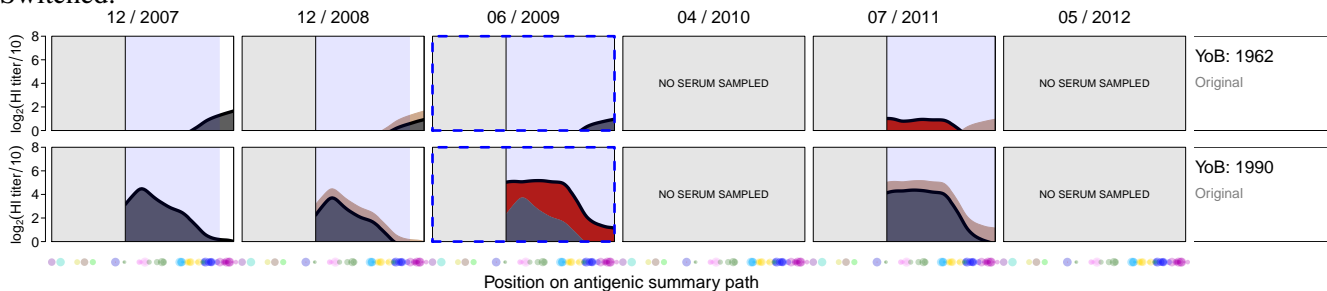 Switched.
12 / 2007 12 / 2008 06 / 2009 04 / 2010 07 / 2011 05 / 2012
log₂(HI titer/10)
8
6
4
2
0
NO SERUM SAMPLED
NO SERUM SAMPLED
YoB: 1962
Original
log₂(HI titer/10)
8
6
4
2
0
NO SERUM SAMPLED
NO SERUM SAMPLED
YoB: 1990
Original
Position on antigenic summary path